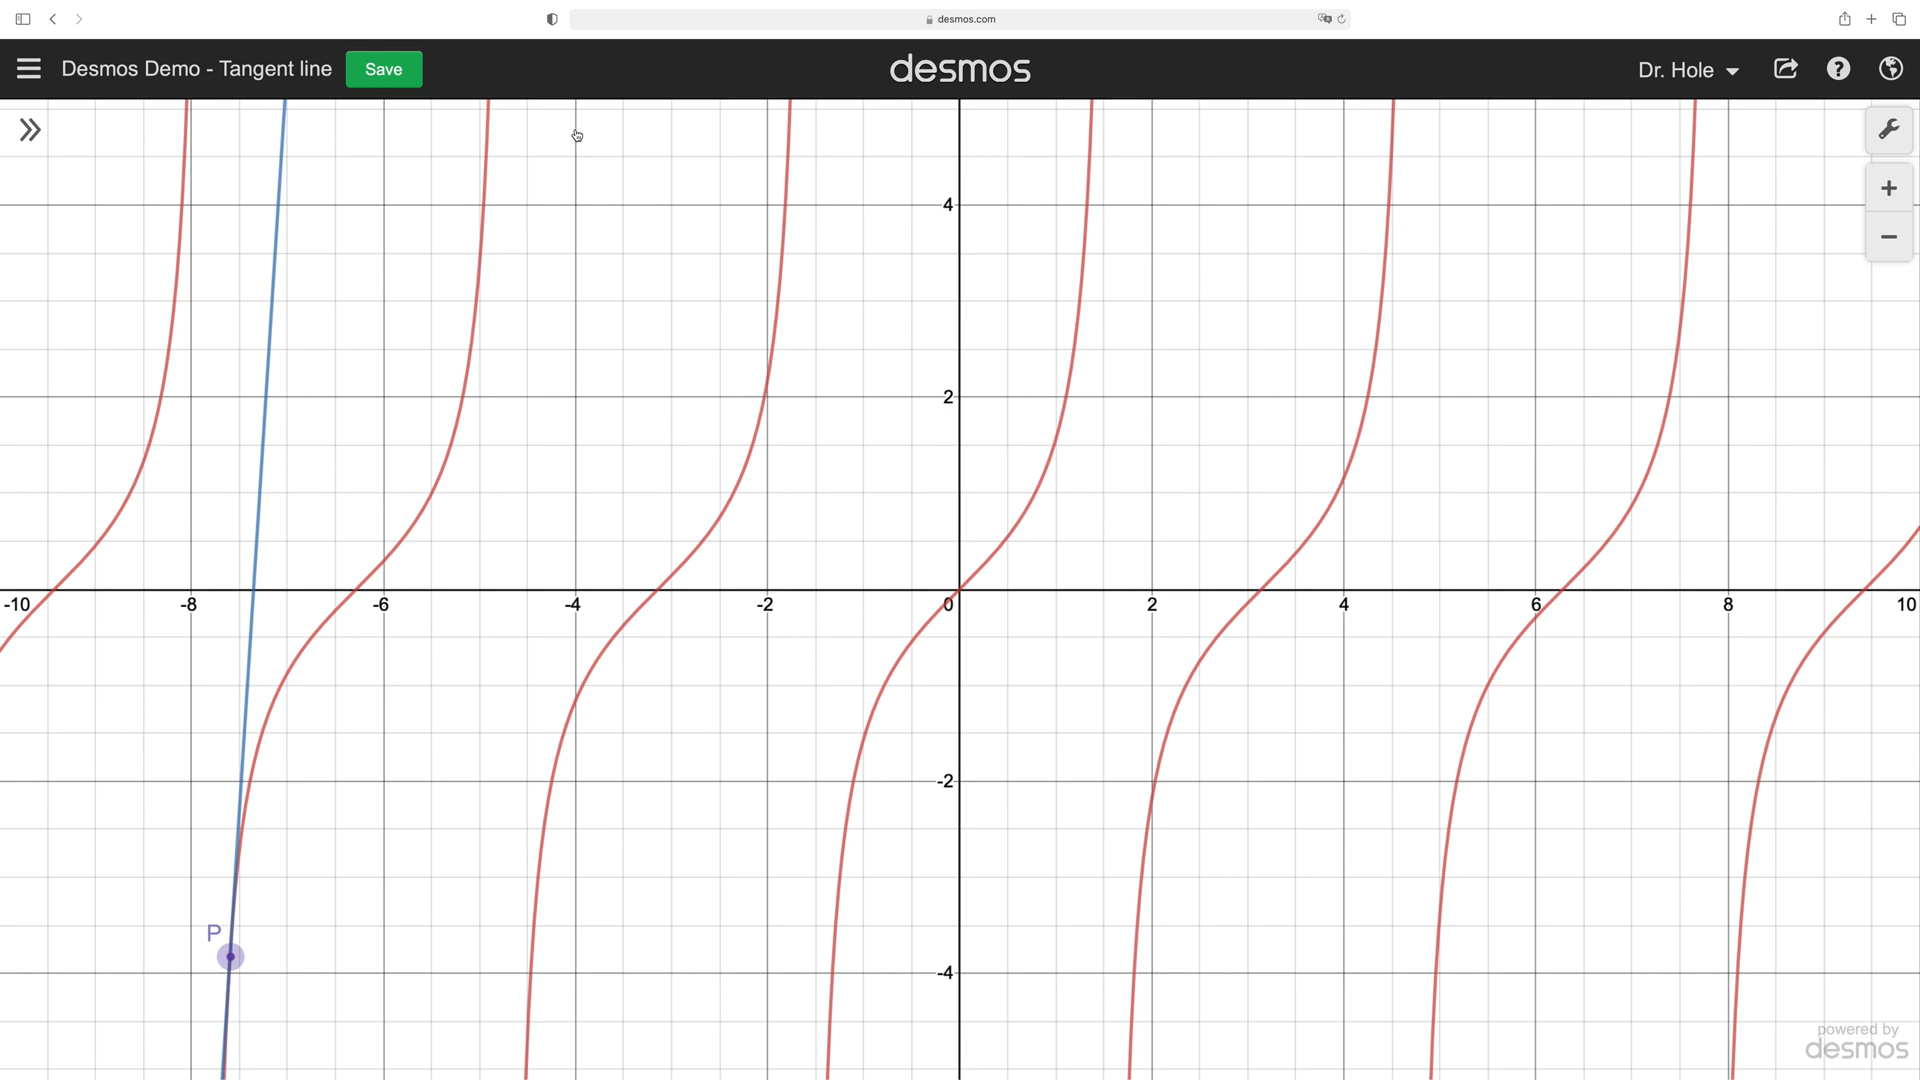 desmos.com
Desmos Demo - Tangent line
Save
desmos
Dr. Hole
?
+
−
4
2
-10 -8 -6 -4 -2 0 2 4 6 8 10
-2
P
-4
powered by
desmos